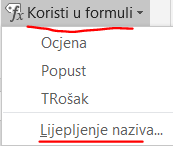 Koristi u formuli
Ocjena
Popust
TRošak
Lijepljenje naziva...